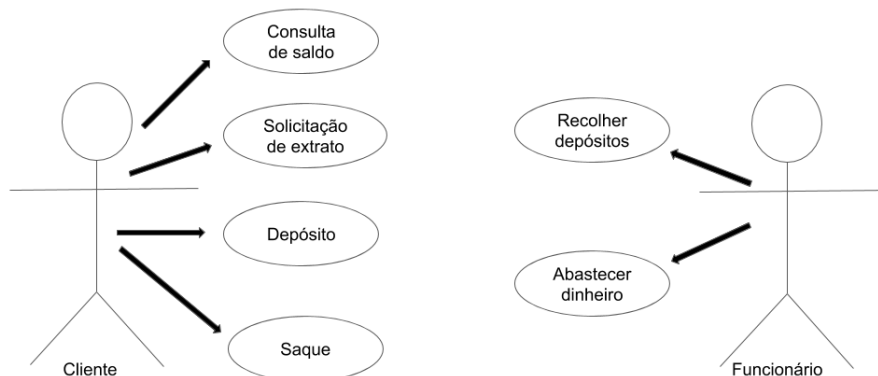 Consulta
de saldo
Solicitação
de extrato
Depósito
Saque
Cliente
Recolher
depósitos
Abastecer
dinheiro
Funcionário